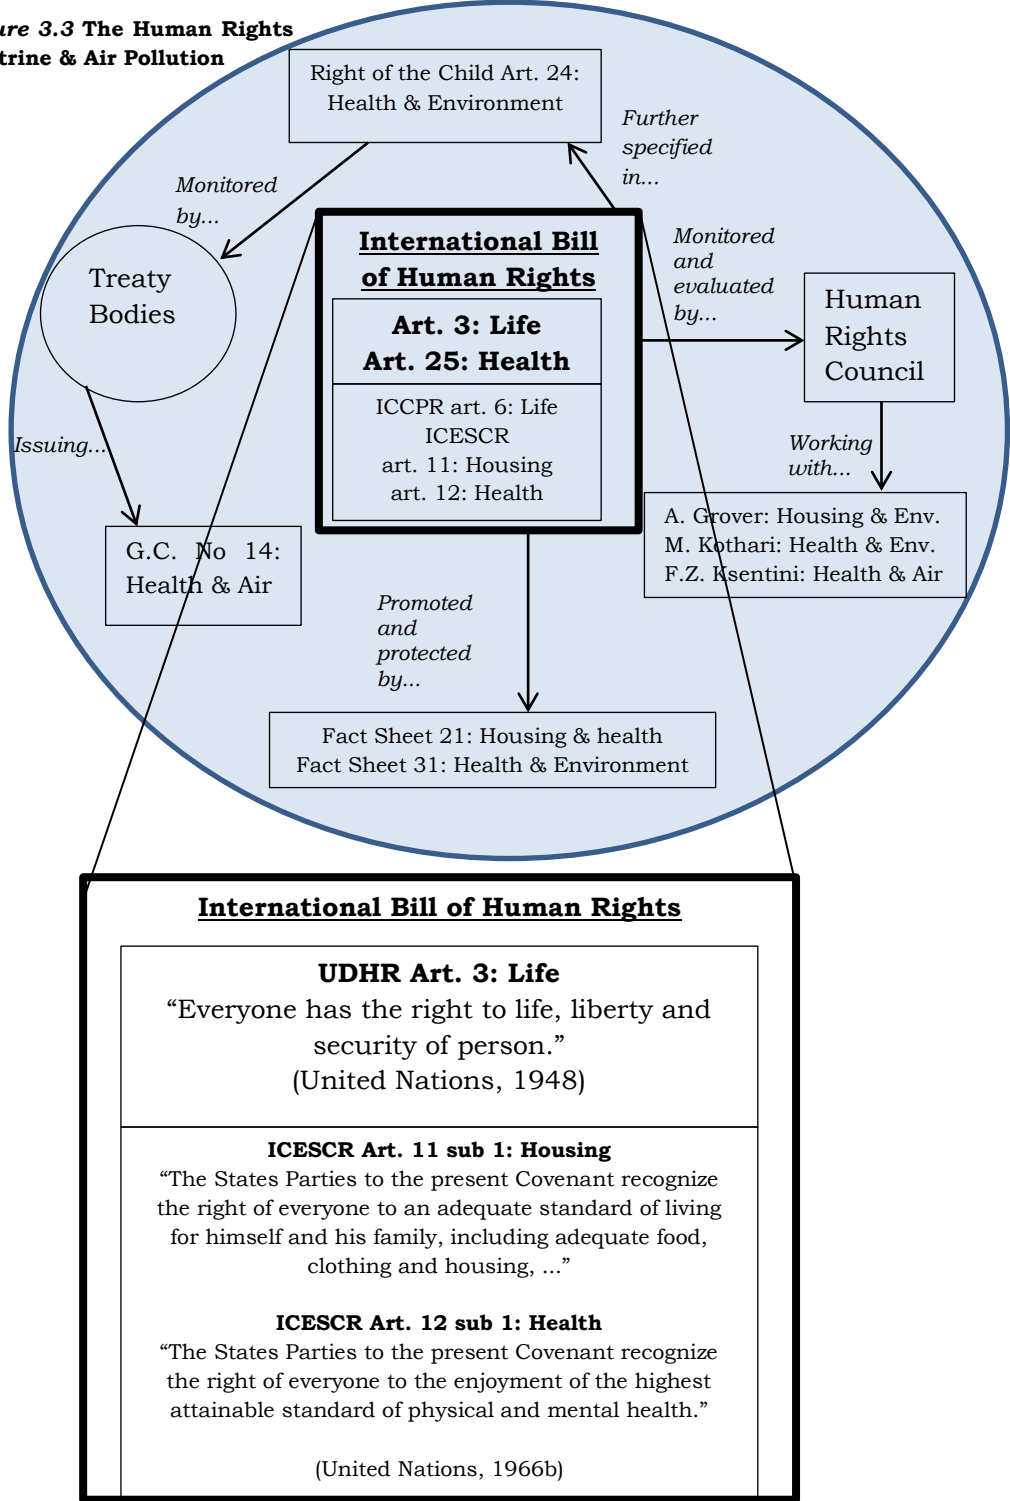 ure 3.3 The Human Rights
trine & Air Pollution
Right of the Child Art. 24:
Health & Environment
Further
specified
in...
Monitored
by...
Treaty
Bodies
International Bill
of Human Rights
Art. 3: Life
Art. 25: Health
ICCPR art. 6: Life
ICESCR
art. 11: Housing
art. 12: Health
Monitored
and
evaluated
by...
Human
Rights
Council
Issuing...
Working
with...
G.C. No 14:
Health & Air
A. Grover: Housing & Env.
M. Kothari: Health & Env.
F.Z. Ksentini: Health & Air
Promoted
and
protected
by...
Fact Sheet 21: Housing & health
Fact Sheet 31: Health & Environment
International Bill of Human Rights
UDHR Art. 3: Life
“Everyone has the right to life, liberty and
security of person.”
(United Nations, 1948)
ICESCR Art. 11 sub 1: Housing
“The States Parties to the present Covenant recognize
the right of everyone to an adequate standard of living
for himself and his family, including adequate food,
clothing and housing, ...”
ICESCR Art. 12 sub 1: Health
“The States Parties to the present Covenant recognize
the right of everyone to the enjoyment of the highest
attainable standard of physical and mental health.”
(United Nations, 1966b)